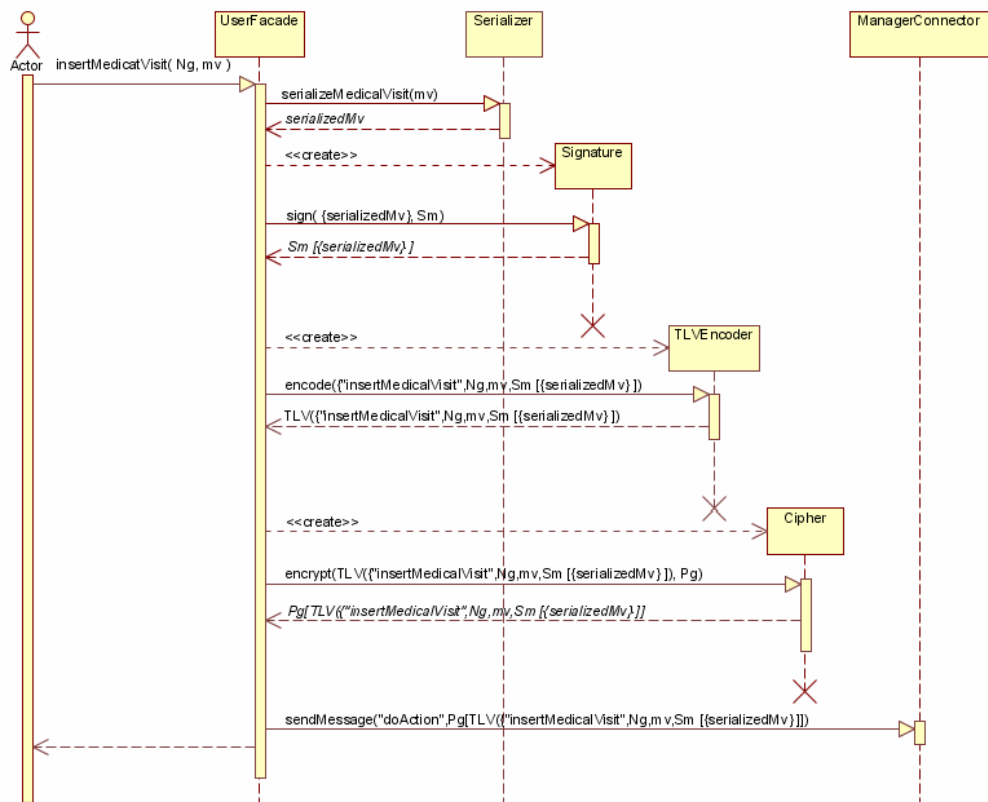 UserFacade
Serializer
ManagerConnector
Actor
insertMedicatVisit( Ng, mv )
serializeMedicalVisit(mv)
serializedMv
<<create>>
Signature
sign( {serializedMv}, Sm)
Sm [{serializedMv} ]
<<create>>
TLVEncoder
encode({"insertMedicalVisit",Ng,mv,Sm [{serializedMv} ])
TLV({"insertMedicalVisit",Ng,mv,Sm [{serializedMv} ])
<<create>>
Cipher
encrypt(TLV({"insertMedicalVisit",Ng,mv,Sm [{serializedMv} ]), Pg)
Pg[TLV({"insertMedicalVisit",Ng,mv,Sm [{serializedMv} ]]
sendMessage("doAction",Pg[TLV({"insertMedicalVisit",Ng,mv,Sm [{serializedMv} ]])